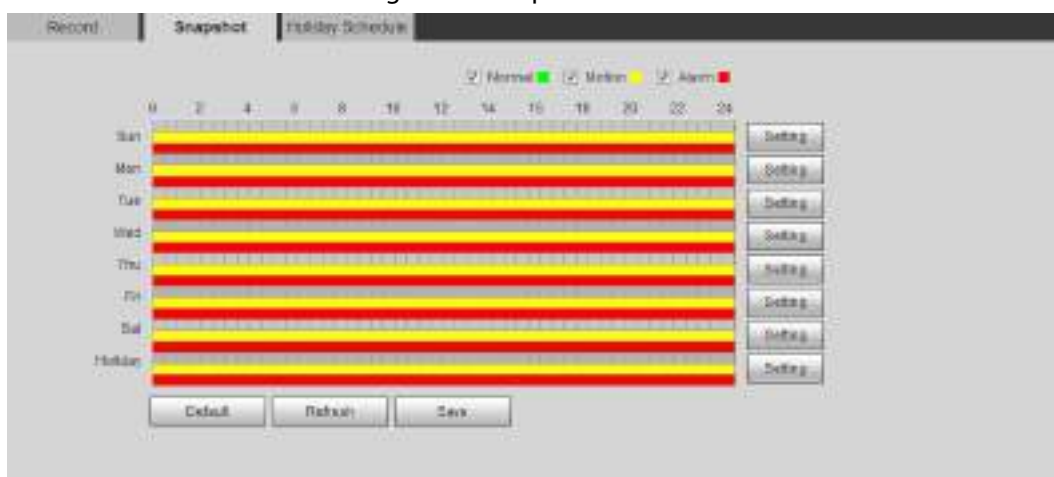 Record Snapshot Holiday Schedule
Normal Motion Alarm
0 2 4 6 8 10 12 14 16 18 20 22 24
Sun Setting
Mon Setting
Tue Setting
Wed Setting
Thu Setting
Fri Setting
Sat Setting
Holiday Setting
Default Refresh Save